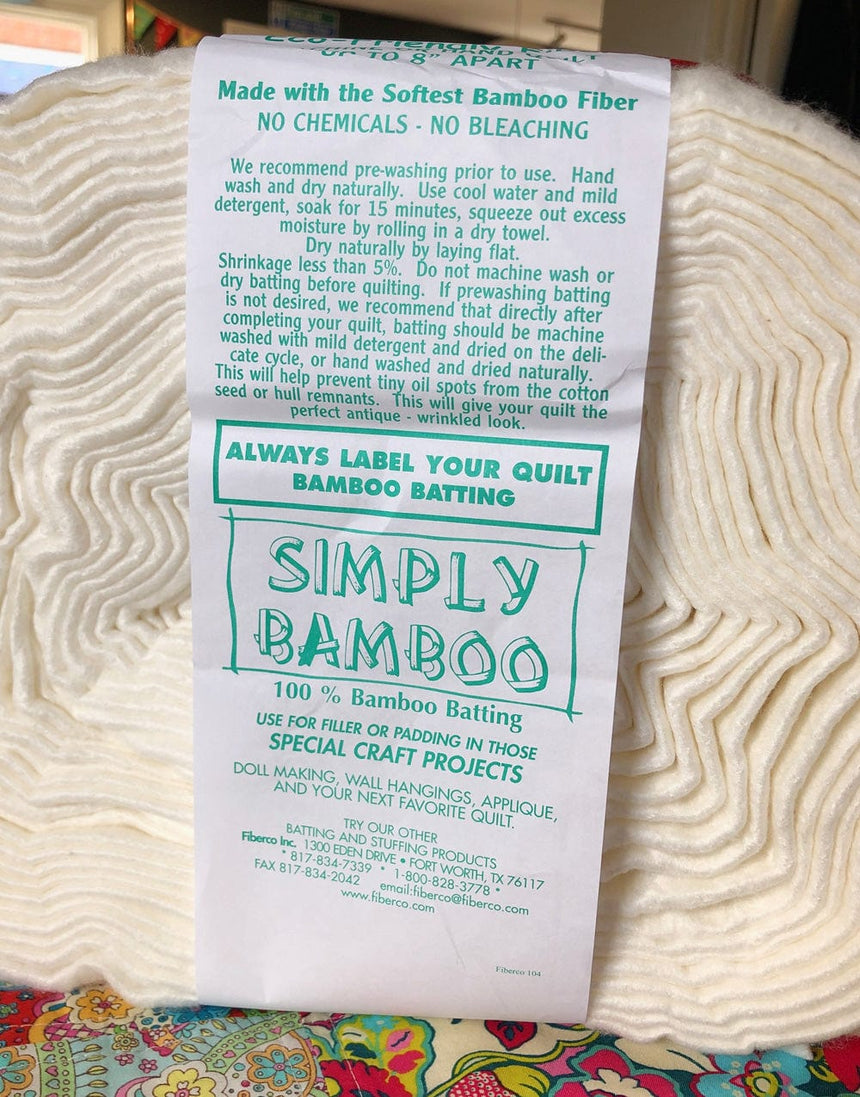 Eco-Friendly,
UP TO 8" APART
Made with the Softest Bamboo Fiber
NO CHEMICALS - NO BLEACHING
We recommend pre-washing prior to use. Hand
wash and dry naturally. Use cool water and mild
detergent, soak for 15 minutes, squeeze out excess
moisture by rolling in a dry towel.
Dry naturally by laying flat.
Shrinkage less than 5%. Do not machine wash or
dry batting before quilting. If prewashing batting
is not desired, we recommend that directly after
completing your quilt, batting should be machine
washed with mild detergent and dried on the deli-
cate cycle, or hand washed and dried naturally.
This will help prevent tiny oil spots from the cotton
seed or hull remnants. This will give your quilt the
perfect antique - wrinkled look.
ALWAYS LABEL YOUR QUILT
BAMBOO BATTING
SIMPLY
BAMBOO
100 % Bamboo Batting
USE FOR FILLER OR PADDING IN THOSE
SPECIAL CRAFT PROJECTS
DOLL MAKING, WALL HANGINGS, APPLIQUE,
AND YOUR NEXT FAVORITE QUILT.
TRY OUR OTHER
BATTING AND STUFFING PRODUCTS
Fiberco Inc. 1300 EDEN DRIVE • FORT WORTH, TX 76117
* 817-834-7339 * 1-800-828-3778 *
FAX 817-834-2042 email:fiberco@fiberco.com
www.fiberco.com
Fiberco 104